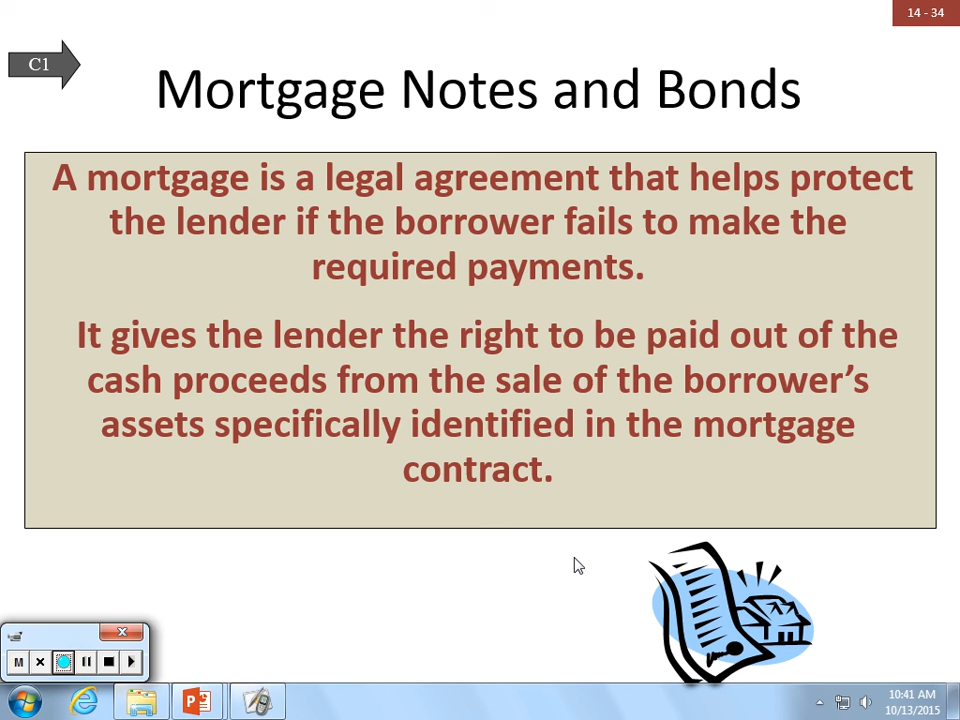 14 - 34
C1
Mortgage Notes and Bonds
A mortgage is a legal agreement that helps protect
the lender if the borrower fails to make the
required payments.
It gives the lender the right to be paid out of the
cash proceeds from the sale of the borrower’s
assets specifically identified in the mortgage
contract.
M
10:41 AM
10/13/2015